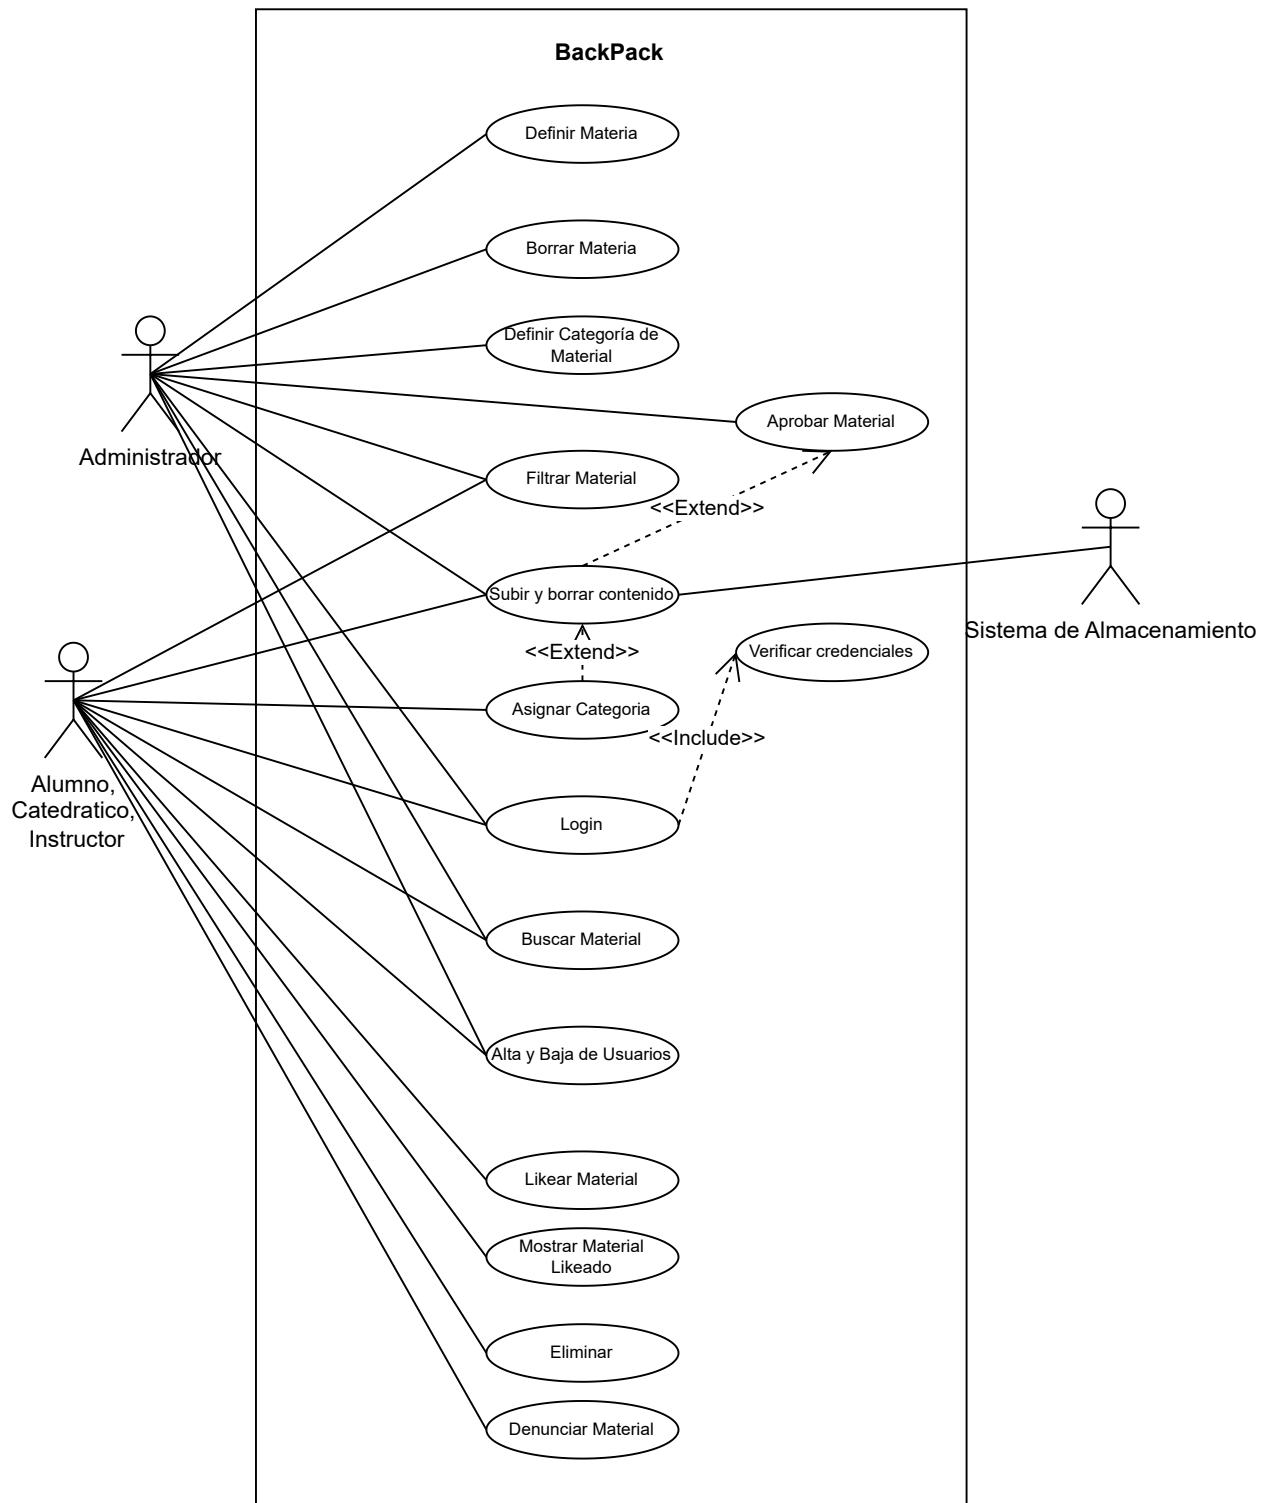 BackPack
Definir Materia
Borrar Materia
Definir Categoría de
Material
Aprobar Material
Administrador
Filtrar Material
<<Extend>>
Subir y borrar contenido
Sistema de Almacenamiento
<<Extend>>
Verificar credenciales
Asignar Categoria
<<Include>>
Alumno,
Catedratico,
Instructor
Login
Buscar Material
Alta y Baja de Usuarios
Likear Material
Mostrar Material
Likeado
Eliminar
Denunciar Material